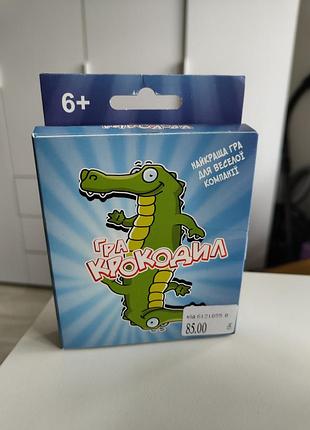 6+
НАЙКРАЩА ГРА
ДЛЯ ВЕСЕЛОЇ
КОМПАНІЇ
ГРА
КРОКОДИЛ
85.00